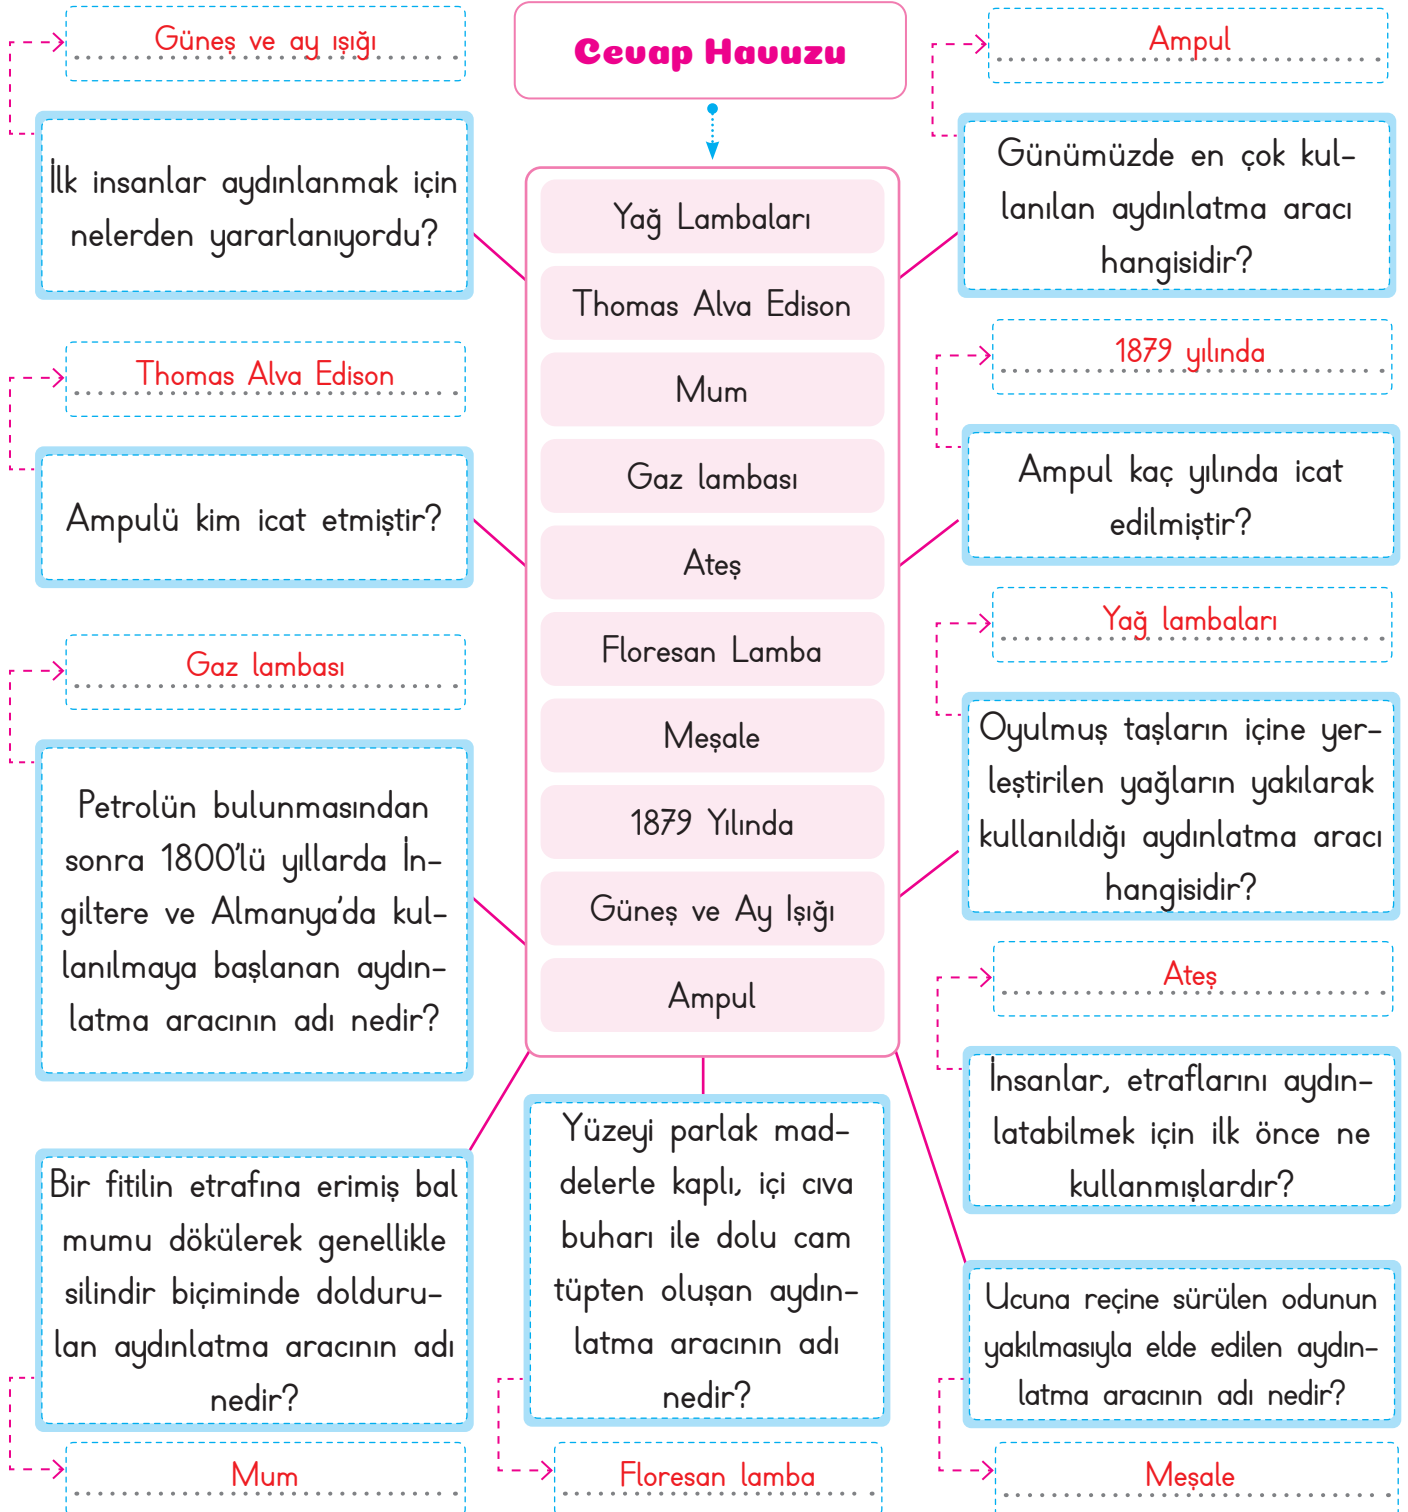 Güneş ve ay ışığı
İlk insanlar aydınlanmak için
nelerden yararlanıyordu?
Thomas Alva Edison
Ampulü kim icat etmiştir?
Gaz lambası
Petrolün bulunmasından
sonra 1800'lü yıllarda İn-
giltere ve Almanya'da kul-
lanılmaya başlanan aydın-
latma aracının adı nedir?
Bir fitilin etrafına erimiş bal
mumu dökülerek genellikle
silindir biçiminde dolduru-
lan aydınlatma aracının adı
nedir?
Mum
Cevap Havuzu
Yağ Lambaları
Thomas Alva Edison
Mum
Gaz lambası
Ateş
Floresan Lamba
Meşale
1879 Yılında
Güneş ve Ay Işığı
Ampul
Yüzeyi parlak mad-
delerle kaplı, içi cıva
buharı ile dolu cam
tüpten oluşan aydın-
latma aracının adı
nedir?
Floresan lamba
Ampul
Günümüzde en çok kul-
lanılan aydınlatma aracı
hangisidir?
1879 yılında
Ampul kaç yılında icat
edilmiştir?
Yağ lambaları
Oyulmuş taşların içine yer-
leştirilen yağların yakılarak
kullanıldığı aydınlatma aracı
hangisidir?
Ateş
İnsanlar, etraflarını aydın-
latabilmek için ilk önce ne
kullanmışlardır?
Ucuna reçine sürülen odunun
yakılmasıyla elde edilen aydın-
latma aracının adı nedir?
Meşale